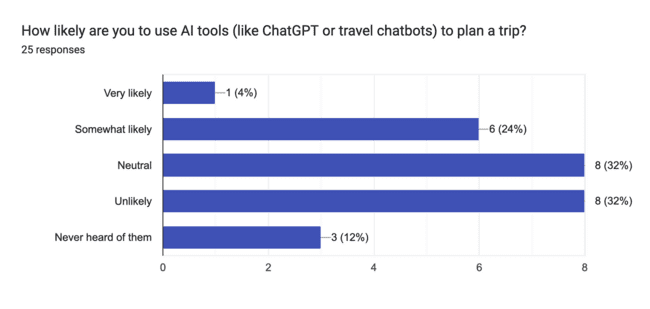 How likely are you to use AI tools (like ChatGPT or travel chatbots) to plan a trip?
25 responses
Very likely 1 (4%)
Somewhat likely 6 (24%)
Neutral 8 (32%)
Unlikely 8 (32%)
Never heard of them 3 (12%)
0 2 4 6 8